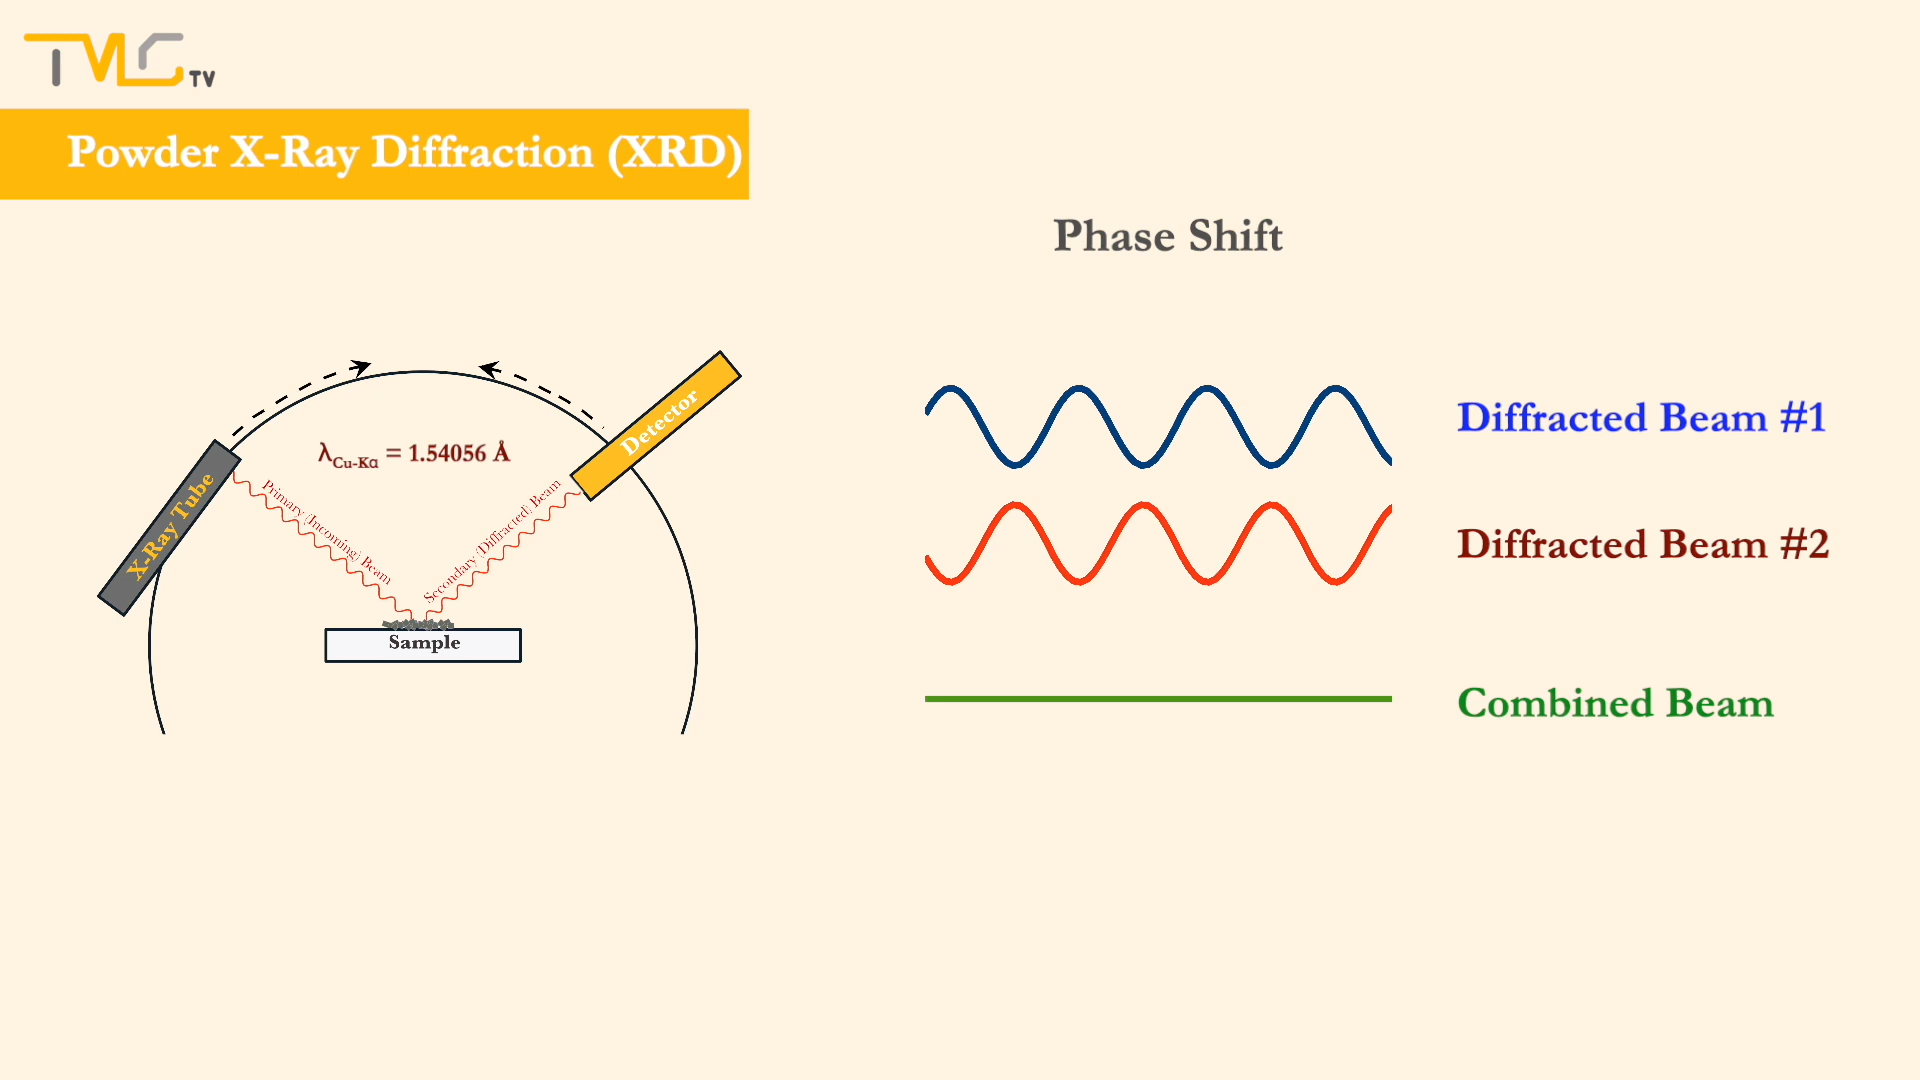 TMC TV
Powder X-Ray Diffraction (XRD)
Phase Shift
λCu-Kα = 1.54056 Å
X-Ray Tube
Primary (Incoming) Beam
Secondary (Diffracted) Beam
Detector
Sample
Diffracted Beam #1
Diffracted Beam #2
Combined Beam